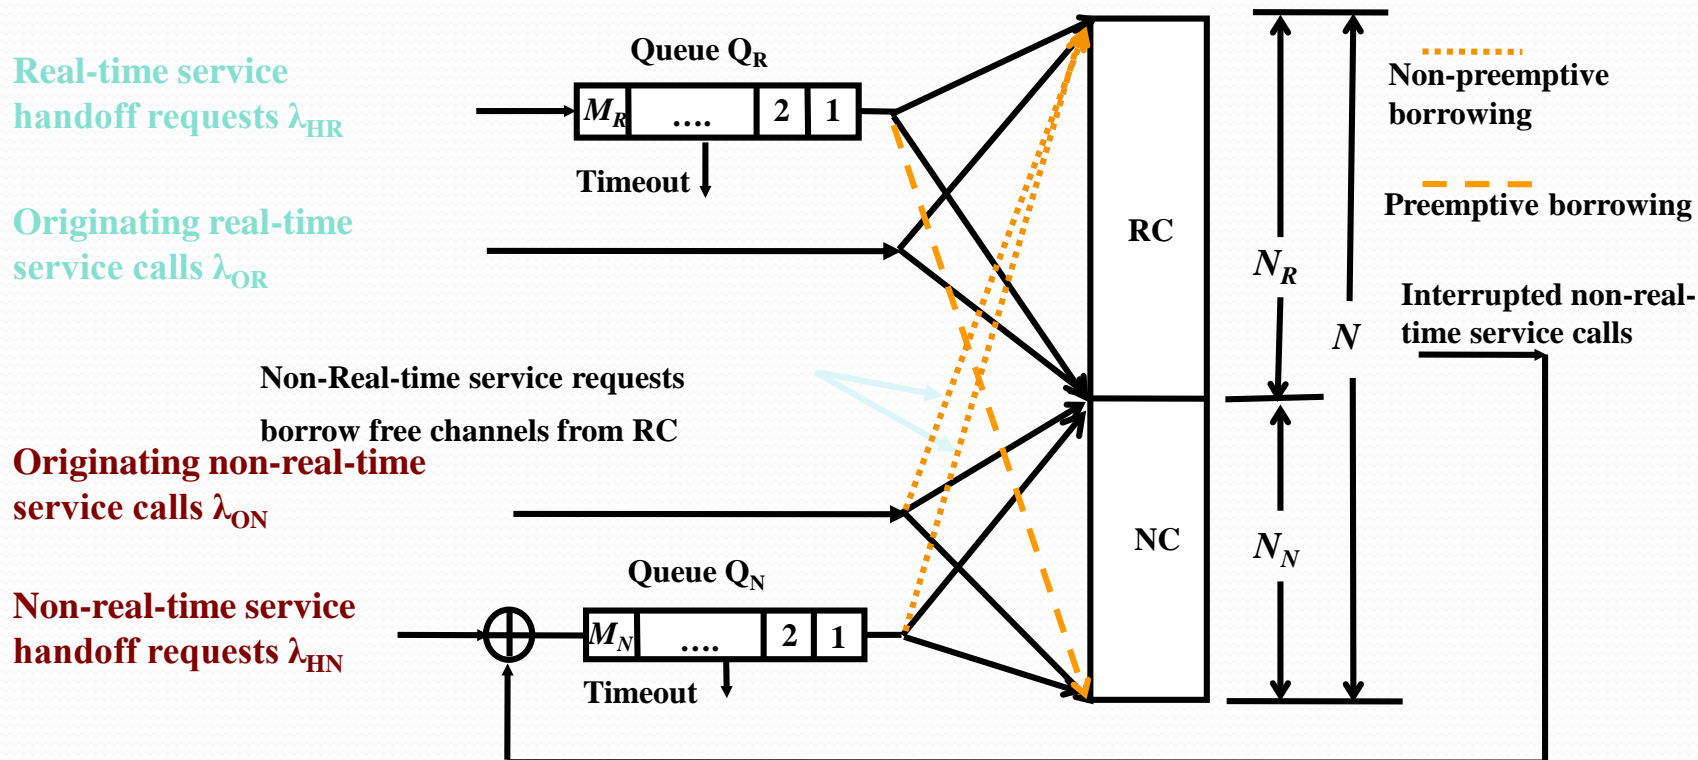 Real-time service
handoff requests λHR
Queue QR
MR
....
2
1
Timeout
Originating real-time
service calls λOR
Non-Real-time service requests
borrow free channels from RC
Originating non-real-time
service calls λON
Queue QN
Non-real-time service
handoff requests λHN
MN
....
2
1
Timeout
RC
NC
NR
NN
N
Non-preemptive
borrowing
Preemptive borrowing
Interrupted non-real-
time service calls